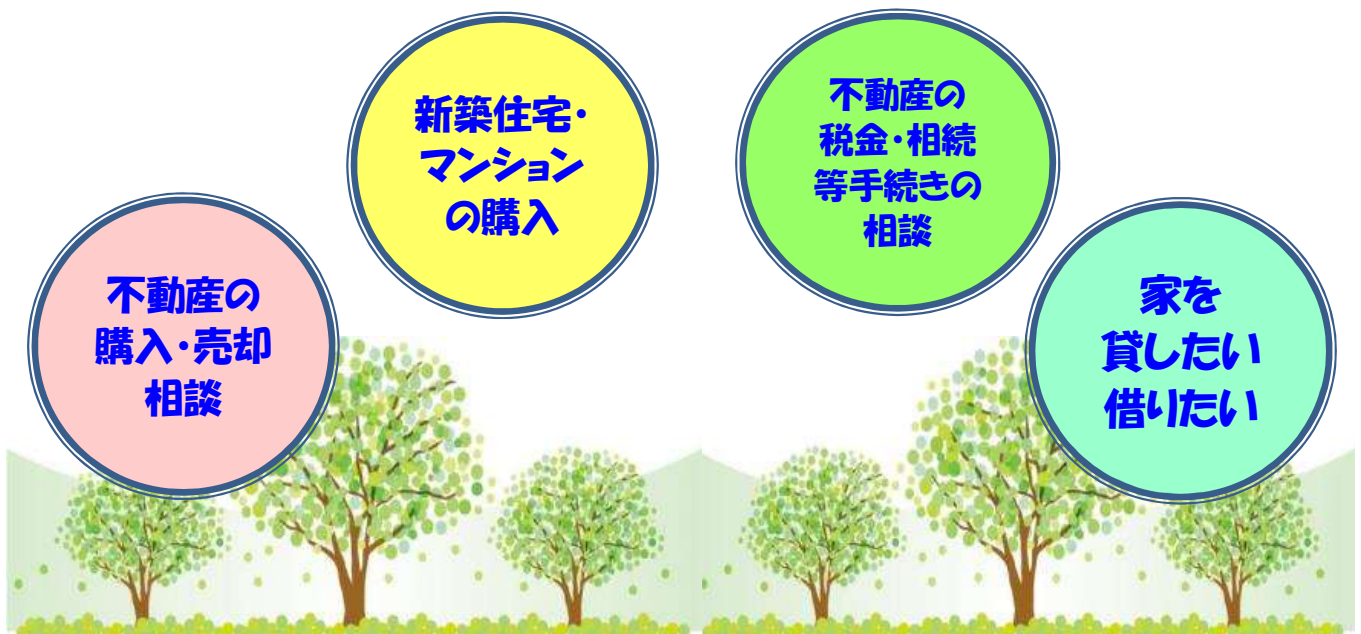 不動産の
購入・売却
相談
新築住宅・
マンション
の購入
不動産の
税金・相続
等手続きの
相談
家を
貸したい
借りたい